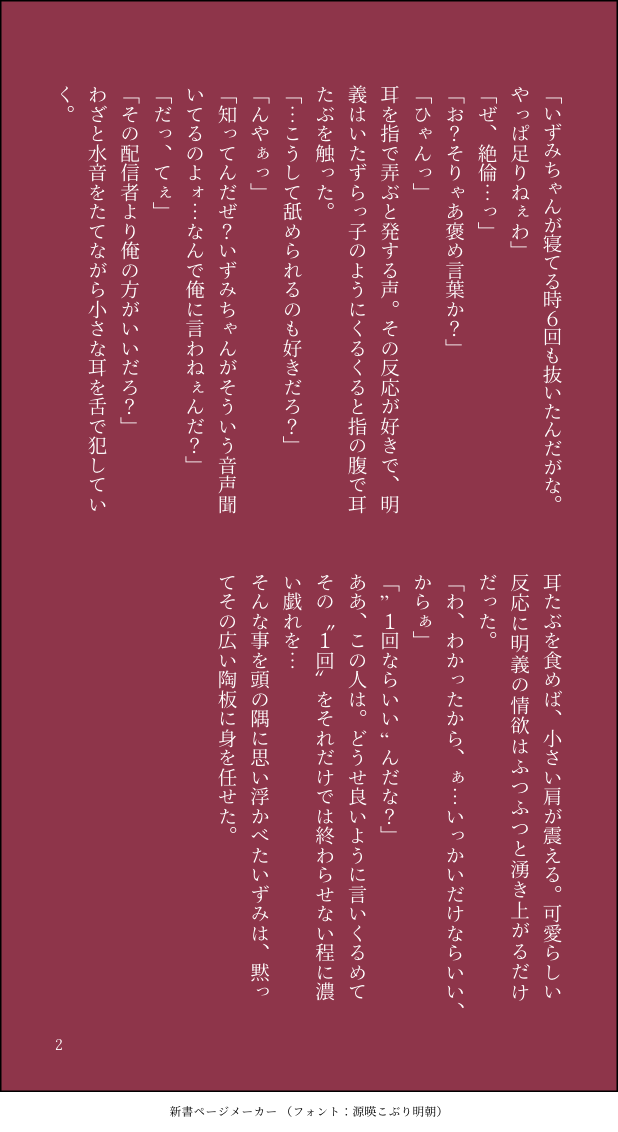 「いずみちゃんが寝てる時６回も抜いたんだがな。
やっぱ足りねぇわ」
「ぜ、絶倫…っ」
「お？そりゃあ褒め言葉か？」
「ひゃんっ」
耳を指で弄ぶと発する声。その反応が好きで、明
義はいたずらっ子のようにくるくると指の腹で耳
たぶを触った。
「…こうして舐められるのも好きだろ？」
「んやぁっ」
「知ってんだぜ？いずみちゃんがそういう音声聞
いてるのよォ…なんで俺に言わねぇんだ？」
「だっ、てぇ」
「その配信者より俺の方がいいだろ？」
わざと水音をたてながら小さな耳を舌で犯してい
く。
耳たぶを食めば、小さい肩が震える。可愛らしい
反応に明義の情欲はふつふつと湧き上がるだけ
だった。
「わ、わかったから、ぁ…いっかいだけならいい、
からぁ」
「”１回ならいい“んだな？」
ああ、この人は。どうせ良いように言いくるめて
その〝１回〟をそれだけでは終わらせない程に濃
い戯れを…
そんな事を頭の隅に思い浮かべたいずみは、黙っ
てその広い陶板に身を任せた。
2
新書ページメーカー（フォント：源暎こぶり明朝）